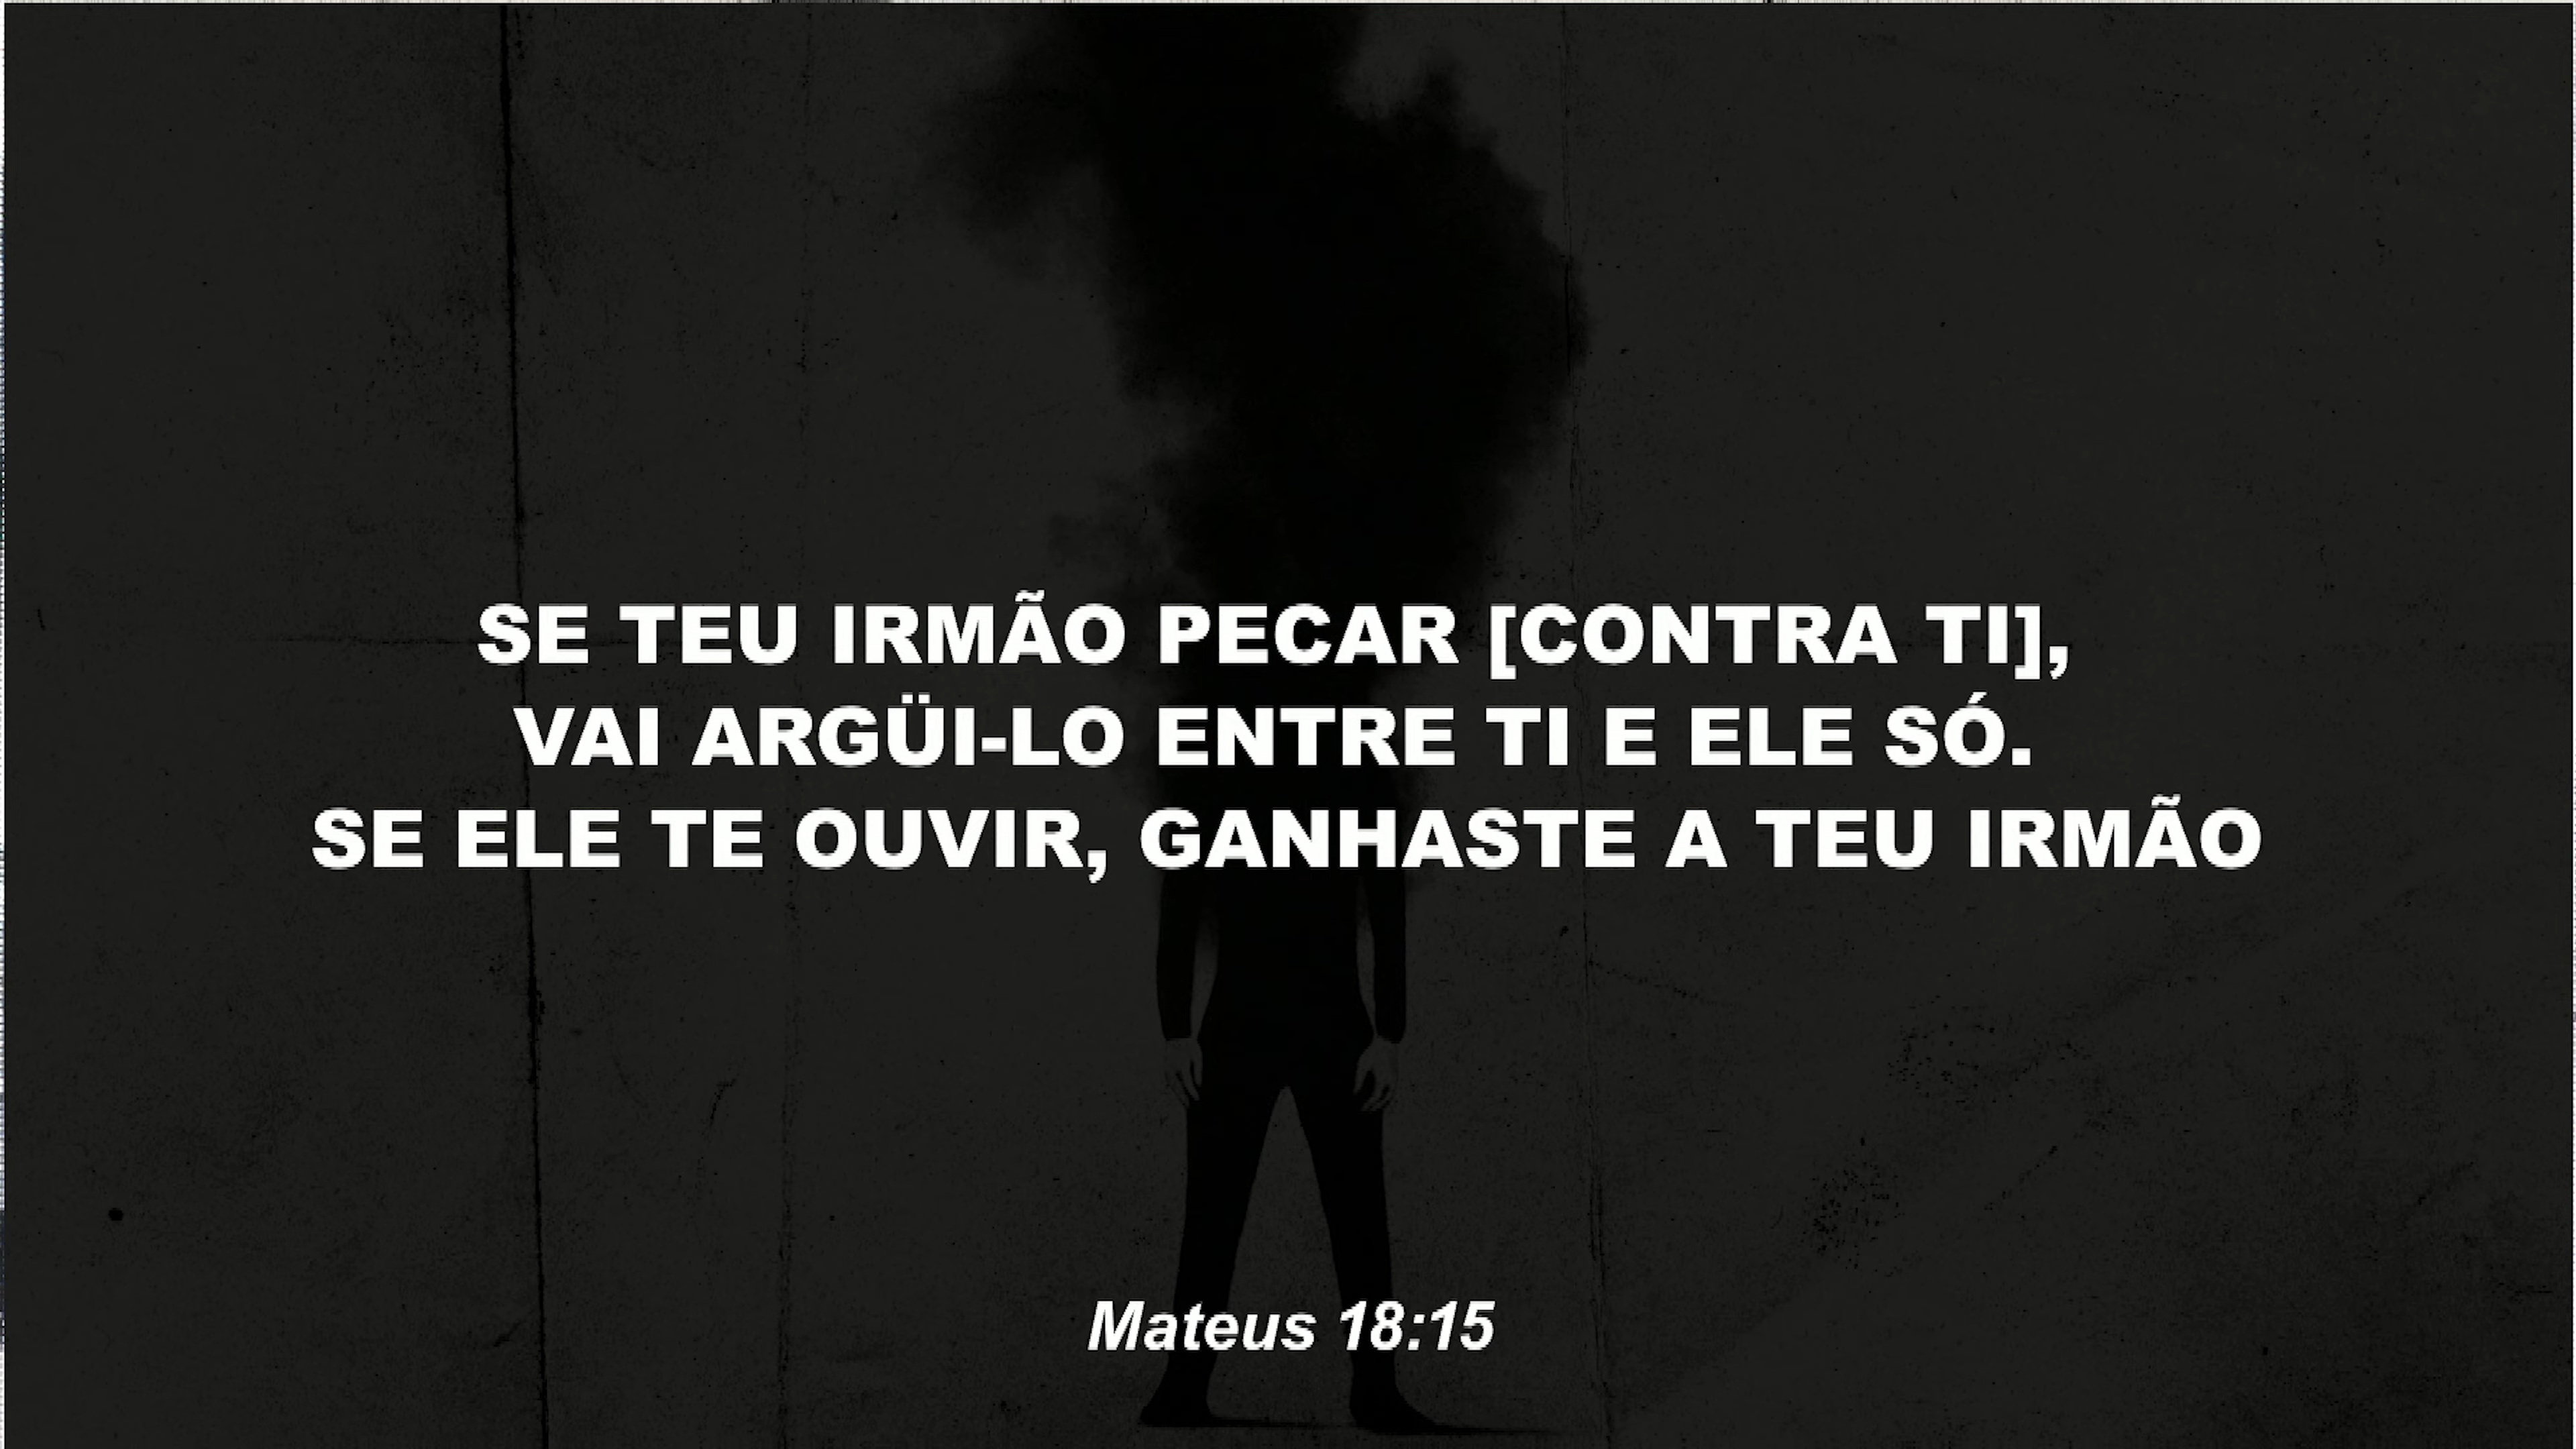 SE TEU IRMÃO PECAR [CONTRA TI],
VAI ARGÜI-LO ENTRE TI E ELE SÓ.
SE ELE TE OUVIR, GANHASTE A TEU IRMÃO
Mateus 18:15